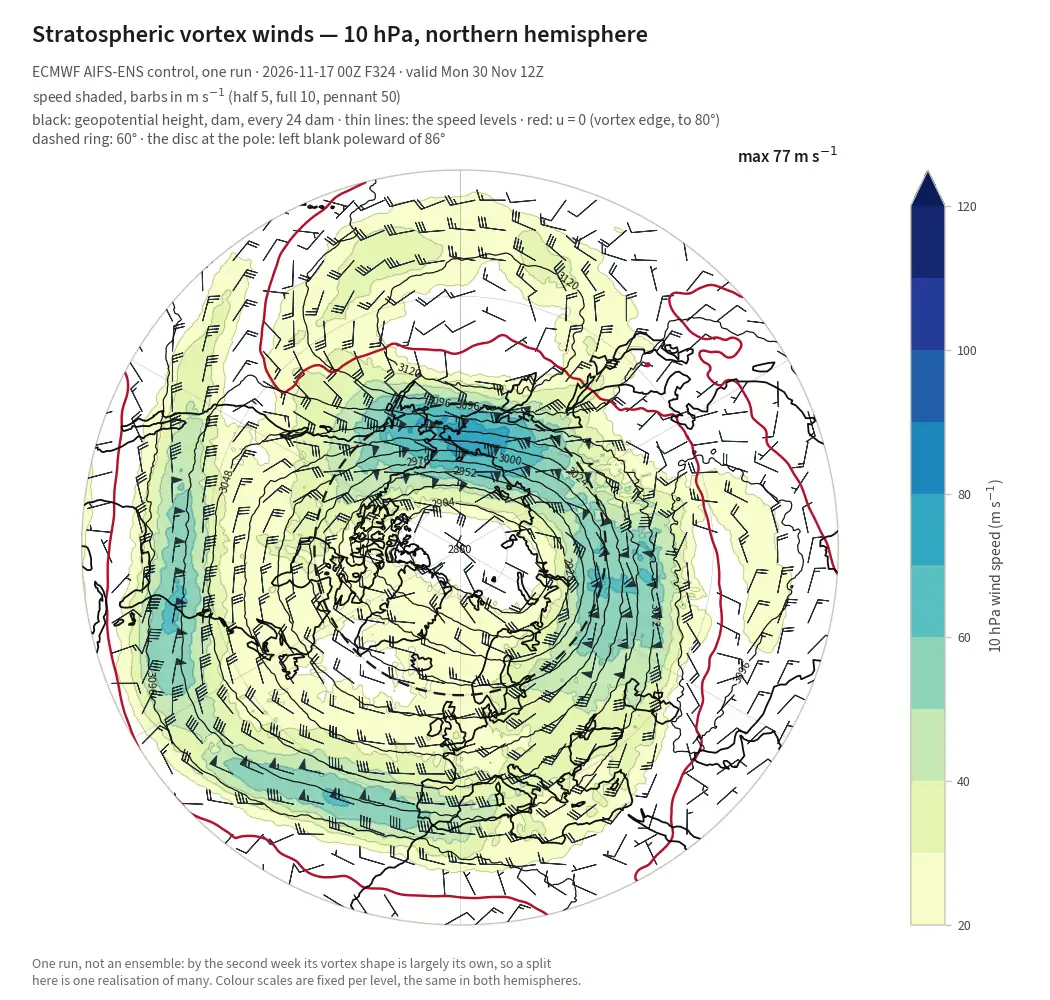 Stratospheric vortex winds — 10 hPa, northern hemisphere
ECMWF AIFS-ENS control, one run · 2026-11-17 00Z F324 · valid Mon 30 Nov 12Z
speed shaded, barbs in m s⁻¹ (half 5, full 10, pennant 50)
black: geopotential height, dam, every 24 dam · thin lines: the speed levels · red: u = 0 (vortex edge, to 80°)
dashed ring: 60° · the disc at the pole: left blank poleward of 86°
max 77 m s⁻¹
120
100
80
60
40
20
10 hPa wind speed (m s⁻¹)
3120
3120
3096
2976
3000
2952
3048
2904
2880
3096
One run, not an ensemble: by the second week its vortex shape is largely its own, so a split
here is one realisation of many. Colour scales are fixed per level, the same in both hemispheres.